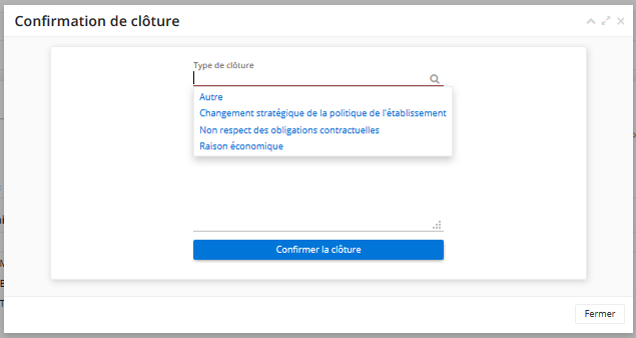 Confirmation de clôture
Type de clôture
Autre
Changement stratégique de la politique de l'établissement
Non respect des obligations contractuelles
Raison économique
Confirmer la clôture
Fermer